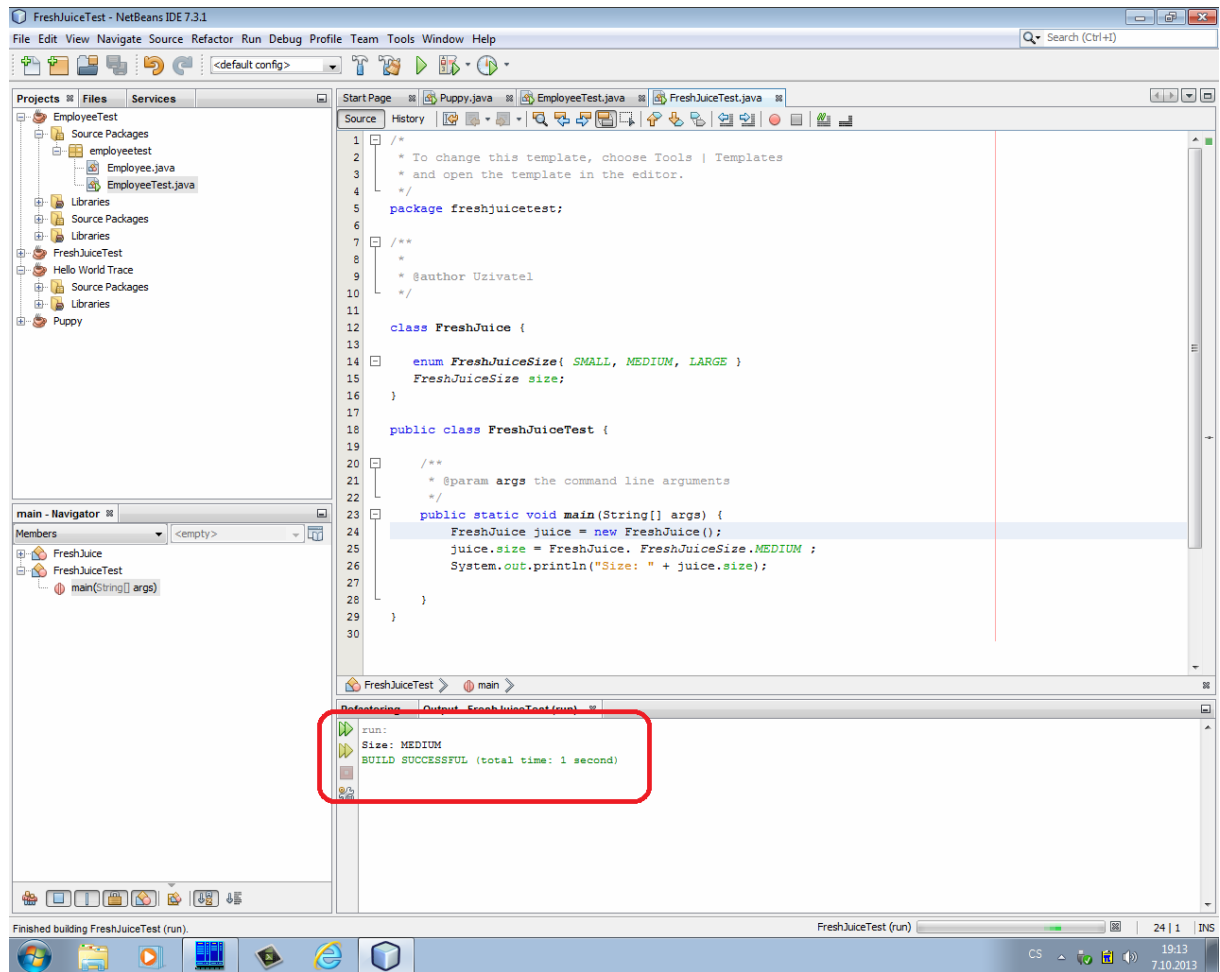 FreshJuiceTest - NetBeans IDE 7.3.1
File Edit View Navigate Source Refactor Run Debug Profile Team Tools Window Help
Search (Ctrl+I)
<default config>
Projects Files Services
EmployeeTest
Source Packages
employeetest
Employee.java
EmployeeTest.java
Libraries
Source Packages
Libraries
FreshJuiceTest
Hello World Trace
Source Packages
Libraries
Puppy
main - Navigator
Members <empty>
FreshJuice
FreshJuiceTest
main(String[] args)
Start Page Puppy.java EmployeeTest.java FreshJuiceTest.java
Source History
1 /*
2 * To change this template, choose Tools | Templates
3 * and open the template in the editor.
4 */
5 package freshjuicetest;
6
7 /**
8 *
9 * @author Uzivatel
10 */
11
12 class FreshJuice {
13
14 enum FreshJuiceSize{ SMALL, MEDIUM, LARGE }
15 FreshJuiceSize size;
16 }
17
18 public class FreshJuiceTest {
19
20 /**
21 * @param args the command line arguments
22 */
23 public static void main(String[] args) {
24 FreshJuice juice = new FreshJuice();
25 juice.size = FreshJuice. FreshJuiceSize.MEDIUM ;
26 System.out.println("Size: " + juice.size);
27
28 }
29 }
30
FreshJuiceTest main
Refactoring Output - FreshJuiceTest (run)
run:
Size: MEDIUM
BUILD SUCCESSFUL (total time: 1 second)
Finished building FreshJuiceTest (run).
FreshJuiceTest (run)
24 | 1 INS
CS
19:13
7.10.2013